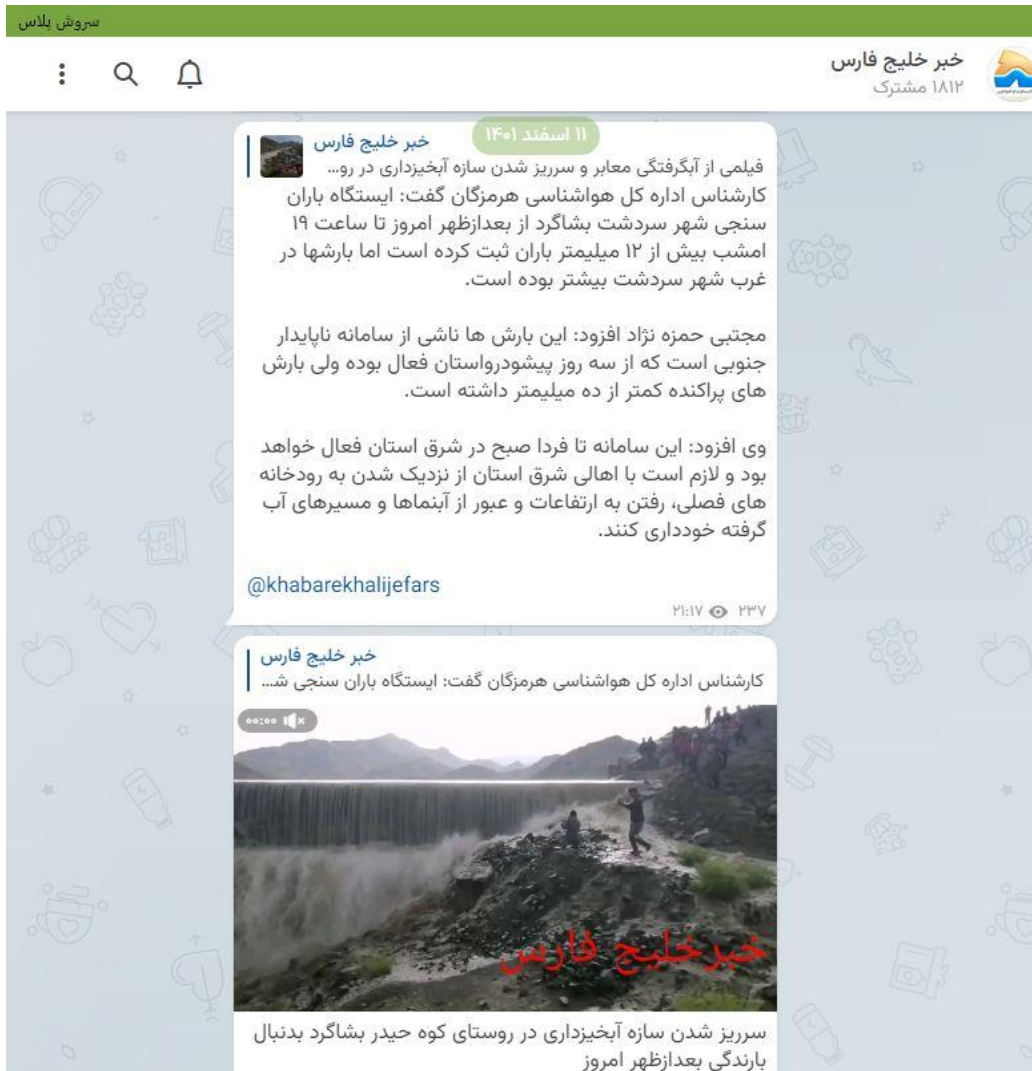 سروش پلاس
خبر خلیج فارس
۱۸۱۲ مشترک
۱۱ اسفند ۱۴۰۱
خبر خلیج فارس
فیلمی از آبگرفتگی معابر و سرریز شدن سازه آبخیزداری در رو...
کارشناس اداره کل هواشناسی هرمزگان گفت: ایستگاه باران
سنجی شهر سردشت بشاگرد از بعدازظهر امروز تا ساعت ۱۹
امشب بیش از ۱۲ میلیمتر باران ثبت کرده است اما بارشها در
غرب شهر سردشت بیشتر بوده است.
مجتبی حمزه نژاد افزود: این بارش ها ناشی از سامانه ناپایدار
جنوبی است که از سه روز پیشودرواستان فعال بوده ولی بارش
های پراکنده کمتر از ده میلیمتر داشته است.
وی افزود: این سامانه تا فردا صبح در شرق استان فعال خواهد
بود و لازم است با اهالی شرق استان از نزدیک شدن به رودخانه
های فصلی، رفتن به ارتفاعات و عبور از آبنماها و مسیرهای آب
گرفته خودداری کنند.
@khabarekhalijefars
۲۳۷ ۲۱:۱۷
خبر خلیج فارس
کارشناس اداره کل هواشناسی هرمزگان گفت: ایستگاه باران سنجی شـ...
۰۰:۰۰
خبرخلیج فارس
سرریز شدن سازه آبخیزداری در روستای کوه حیدر بشاگرد بدنبال
بارندگی بعدازظهر امروز